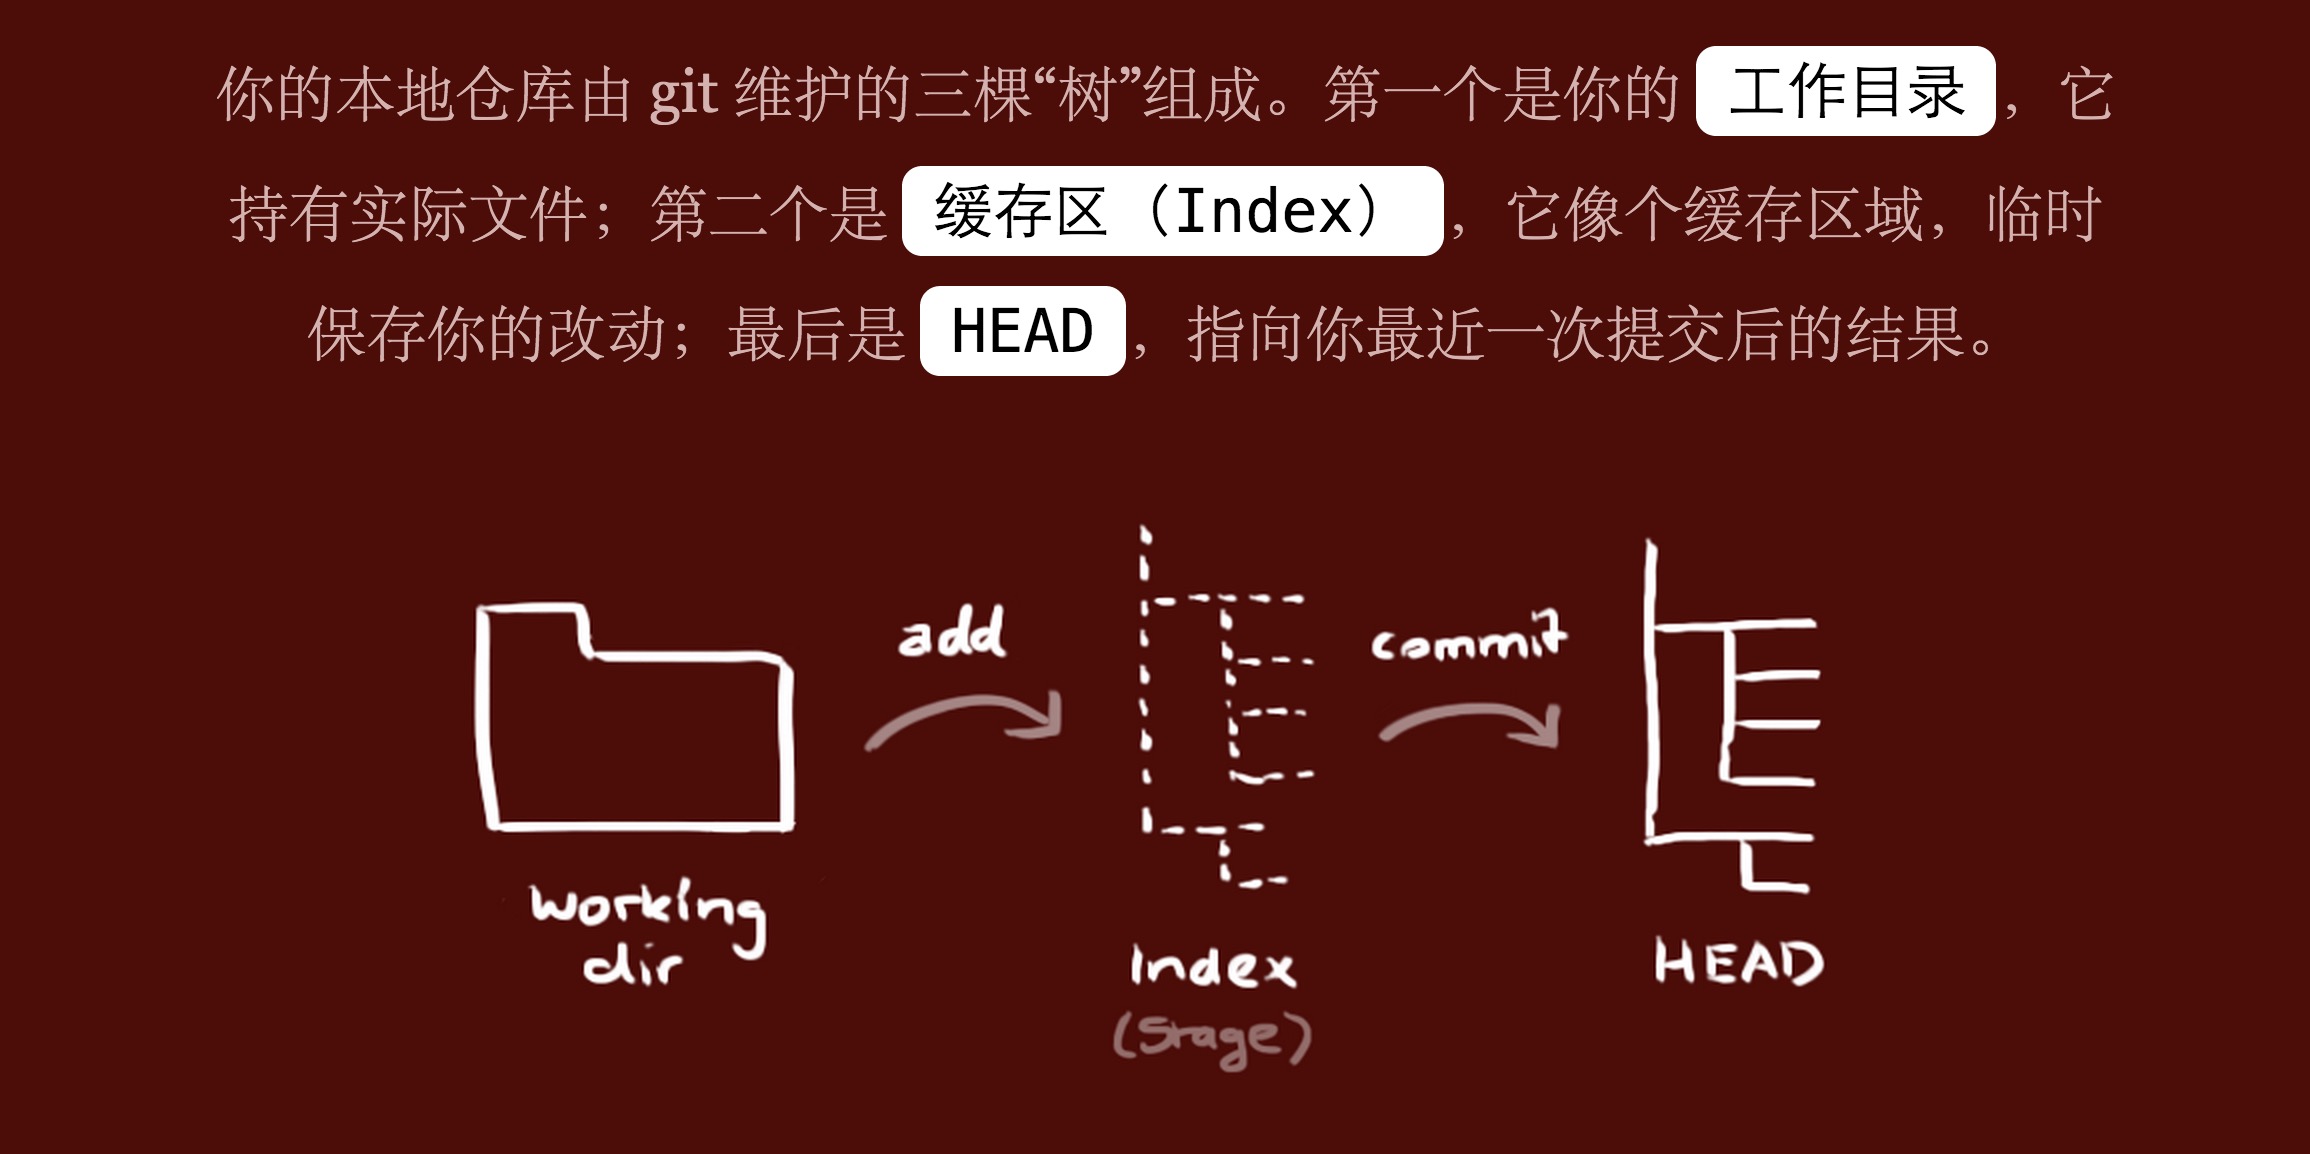 你的本地仓库由 git 维护的三棵“树”组成。第一个是你的 工作目录，它
持有实际文件；第二个是 缓存区（Index），它像个缓存区域，临时
保存你的改动；最后是 HEAD，指向你最近一次提交后的结果。
add
commit
working
dir
Index
(Stage)
HEAD